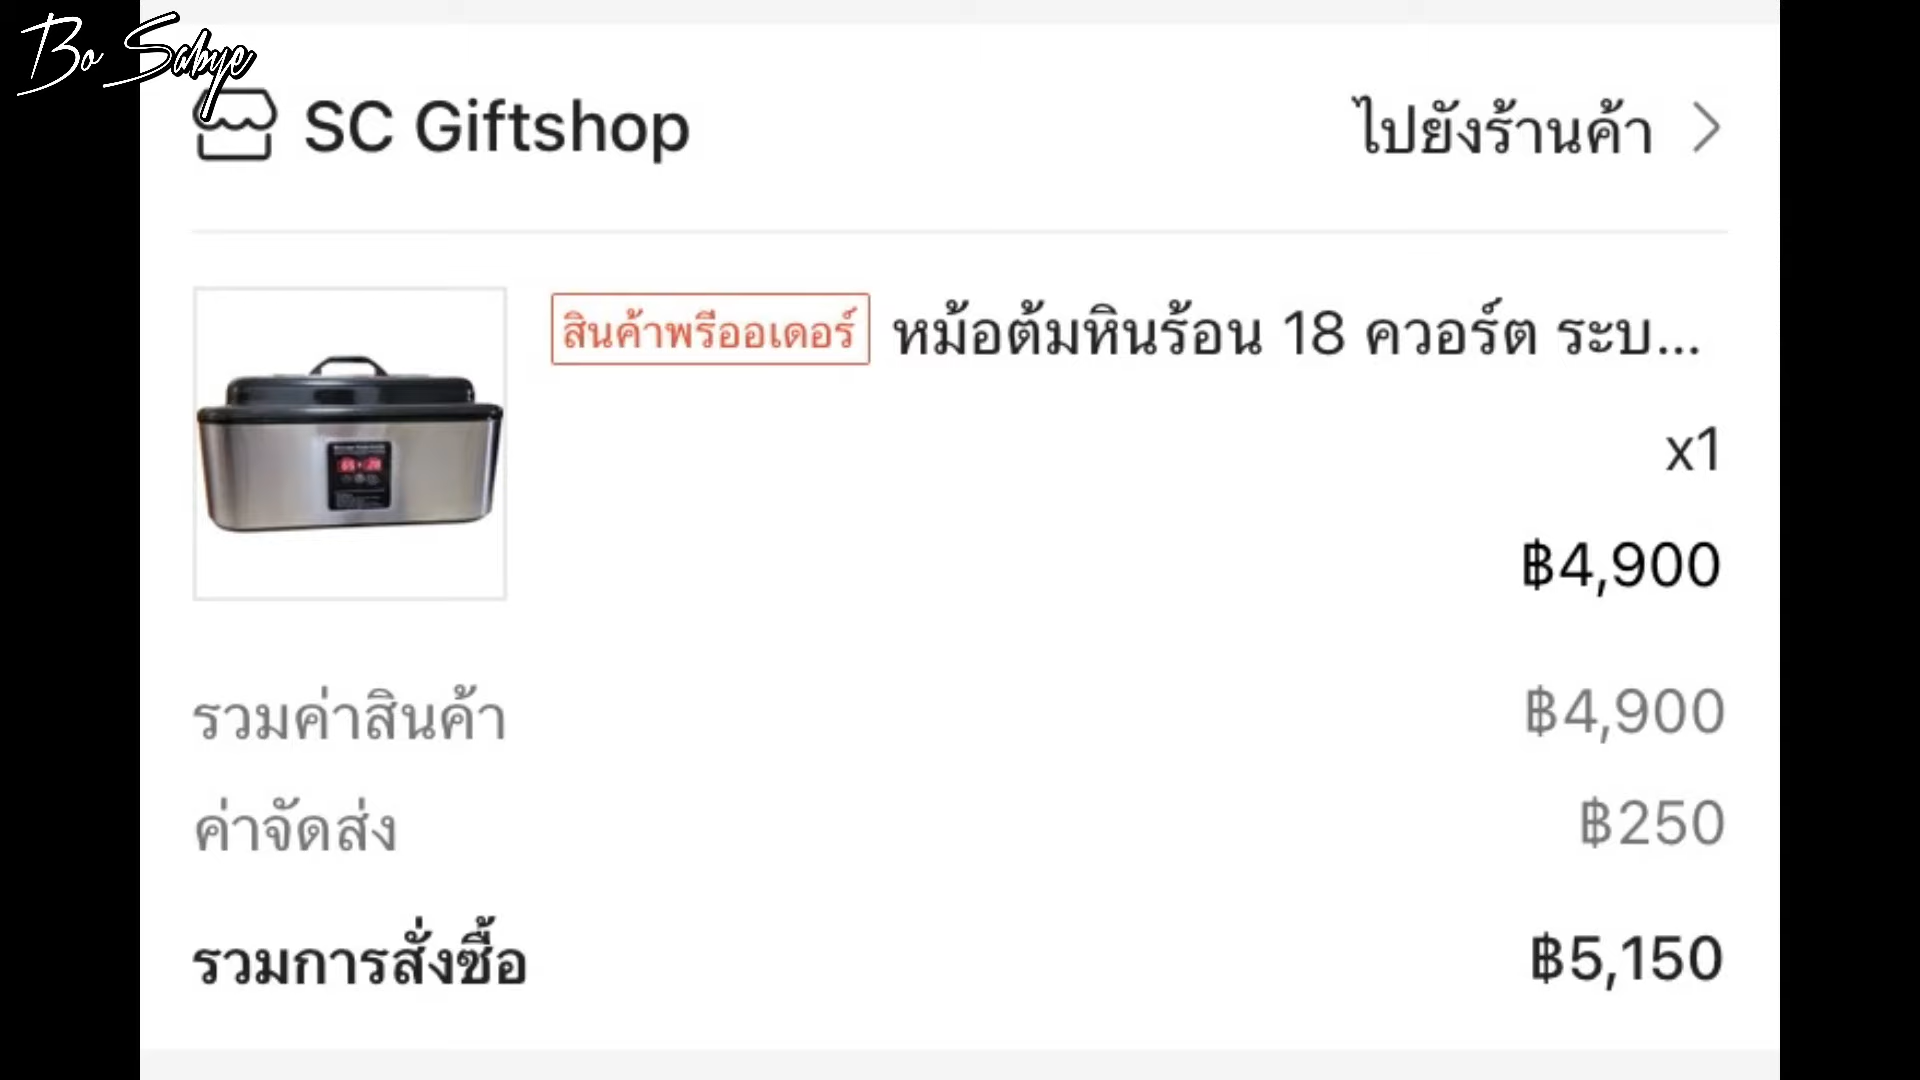 Bo Sabye
SC Giftshop ไปยังร้านค้า
สินค้าพรีออเดอร์ หม้อต้มหินร้อน 18 ควอร์ต ระบ...
x1
฿4,900
รวมค่าสินค้า ฿4,900
ค่าจัดส่ง ฿250
รวมการสั่งซื้อ ฿5,150